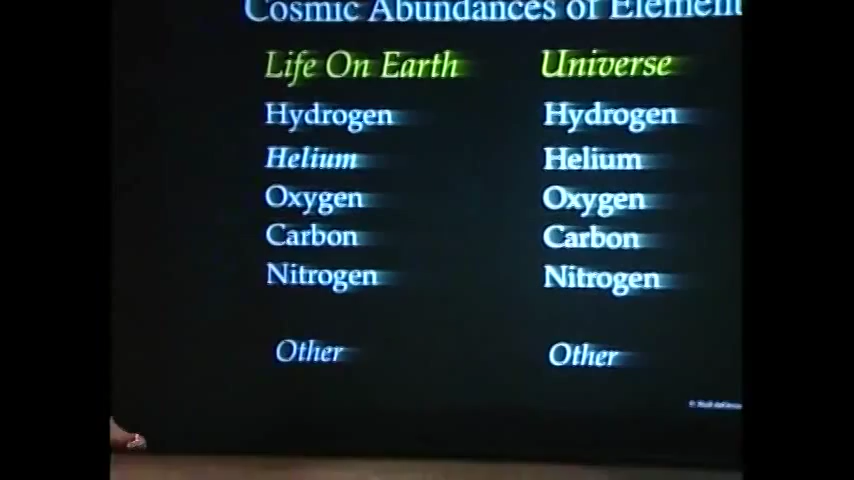 Cosmic Abundances of Element
Life On Earth Universe
Hydrogen Hydrogen
Helium Helium
Oxygen Oxygen
Carbon Carbon
Nitrogen Nitrogen
Other Other